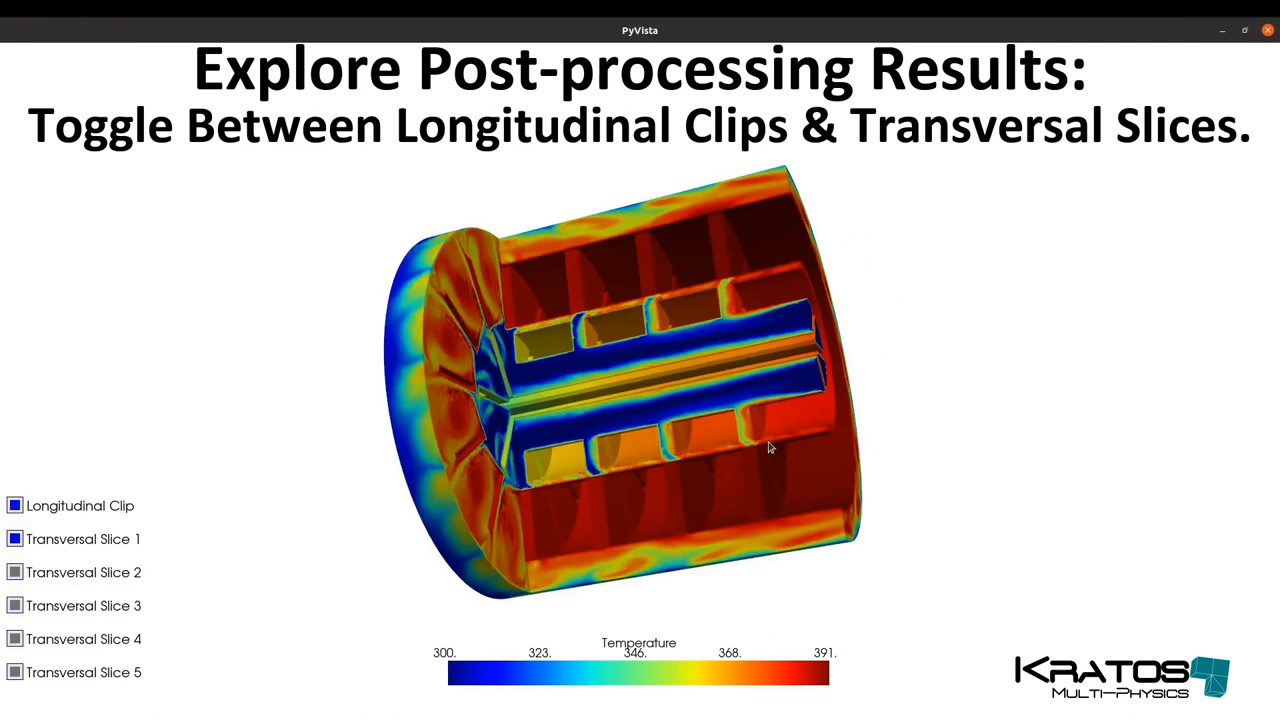 PyVista
Explore Post-processing Results:
Toggle Between Longitudinal Clips & Transversal Slices.
Longitudinal Clip
Transversal Slice 1
Transversal Slice 2
Transversal Slice 3
Transversal Slice 4
Transversal Slice 5
Temperature
300. 323. 346. 368. 391.
KRATOS
MULTI-PHYSICS